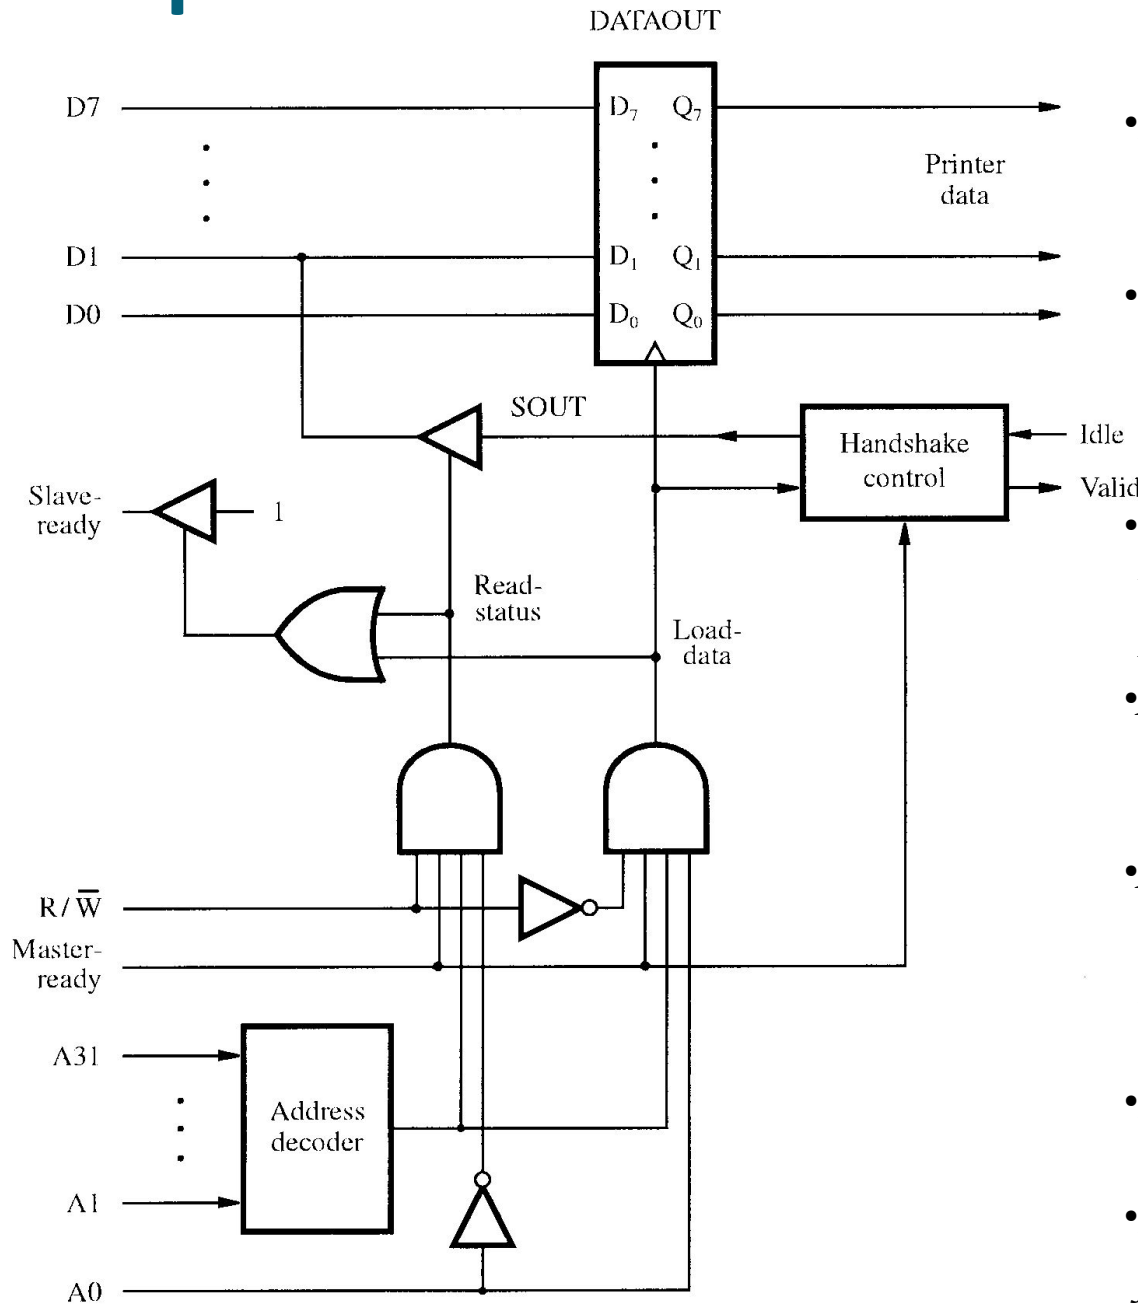 DATAOUT
D7
D₇ Q₇
Printer
data
D1
D₁ Q₁
D0
D₀ Q₀
SOUT
Handshake
control
Idle
Valid
Slave-
ready
1
Read-
status
Load-
data
R/W̅
Master-
ready
A31
Address
decoder
A1
A0